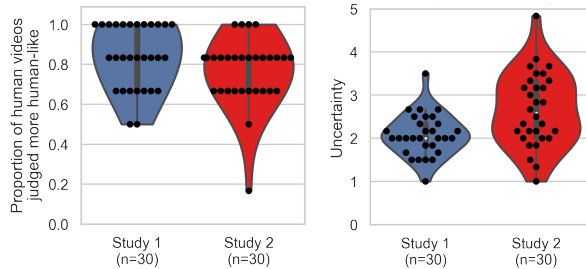 Proportion of human videos
judged more human-like
1.0
0.8
0.6
0.4
0.2
0.0
Study 1
(n=30)
Study 2
(n=30)
Uncertainty
5
4
3
2
1
0
Study 1
(n=30)
Study 2
(n=30)